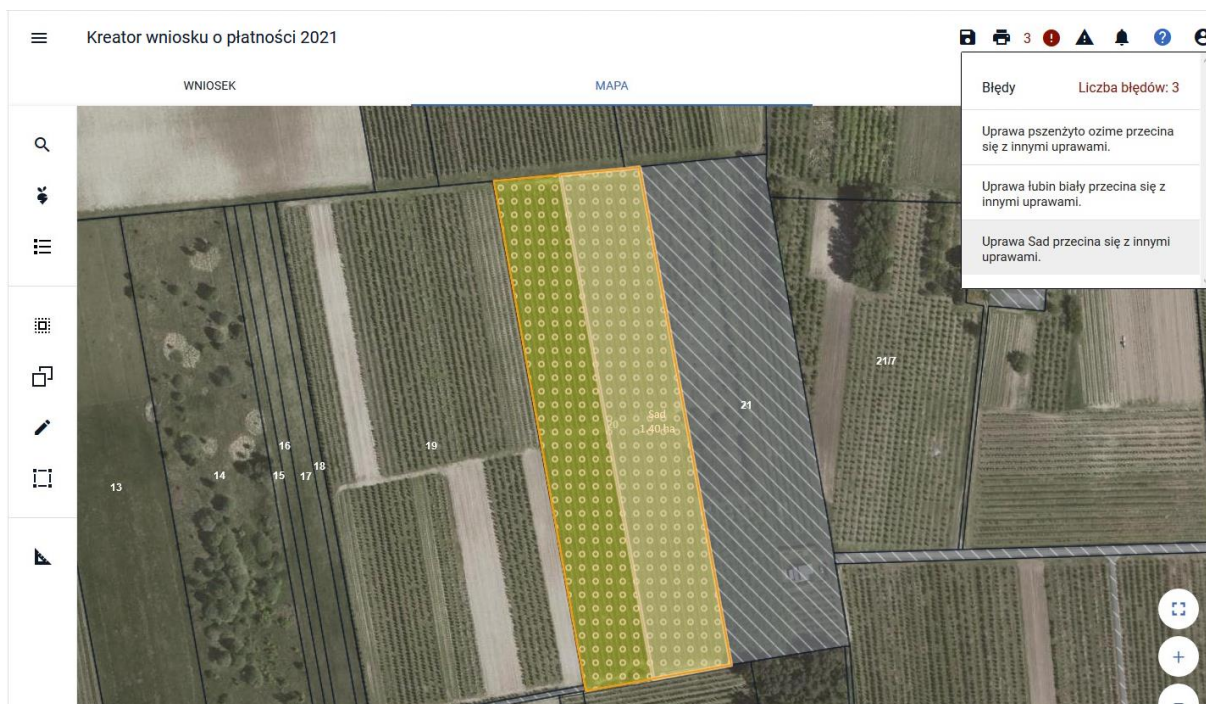 Kreator wniosku o płatności 2021
3
WNIOSEK
MAPA
Błędy
Liczba błędów: 3
Uprawa pszenżyto ozime przecina
się z innymi uprawami.
Uprawa łubin biały przecina się z
innymi uprawami.
Uprawa Sad przecina się z innymi
uprawami.
21/7
21
Sad
1.40 ha
19
16
18
14
15
17
13